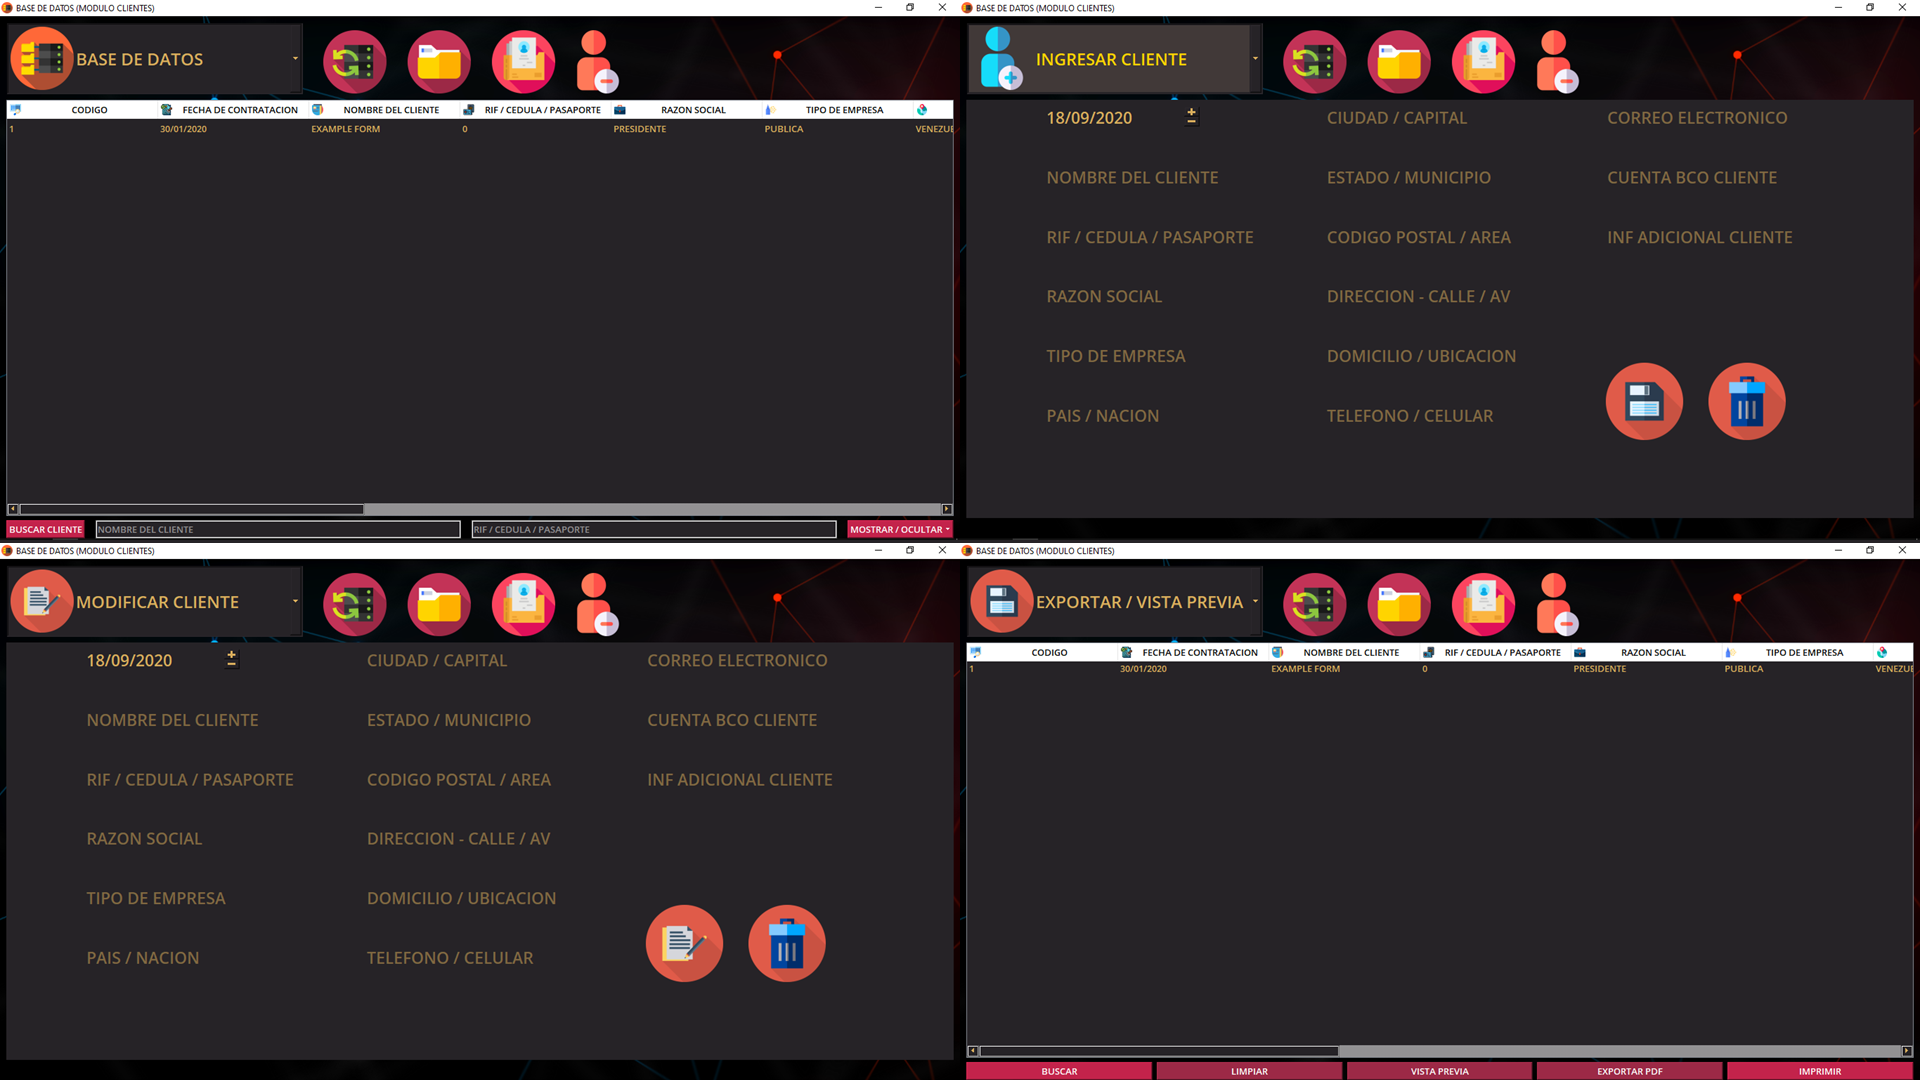 BASE DE DATOS (MODULO CLIENTES)
BASE DE DATOS
CODIGO FECHA DE CONTRATACION NOMBRE DEL CLIENTE RIF / CEDULA / PASAPORTE RAZON SOCIAL TIPO DE EMPRESA
1 30/01/2020 EXAMPLE FORM 0 PRESIDENTE PUBLICA VENEZUE
BUSCAR CLIENTE NOMBRE DEL CLIENTE RIF / CEDULA / PASAPORTE MOSTRAR / OCULTAR
BASE DE DATOS (MODULO CLIENTES)
INGRESAR CLIENTE
18/09/2020 CIUDAD / CAPITAL CORREO ELECTRONICO
NOMBRE DEL CLIENTE ESTADO / MUNICIPIO CUENTA BCO CLIENTE
RIF / CEDULA / PASAPORTE CODIGO POSTAL / AREA INF ADICIONAL CLIENTE
RAZON SOCIAL DIRECCION - CALLE / AV
TIPO DE EMPRESA DOMICILIO / UBICACION
PAIS / NACION TELEFONO / CELULAR
BASE DE DATOS (MODULO CLIENTES)
MODIFICAR CLIENTE
18/09/2020 CIUDAD / CAPITAL CORREO ELECTRONICO
NOMBRE DEL CLIENTE ESTADO / MUNICIPIO CUENTA BCO CLIENTE
RIF / CEDULA / PASAPORTE CODIGO POSTAL / AREA INF ADICIONAL CLIENTE
RAZON SOCIAL DIRECCION - CALLE / AV
TIPO DE EMPRESA DOMICILIO / UBICACION
PAIS / NACION TELEFONO / CELULAR
BASE DE DATOS (MODULO CLIENTES)
EXPORTAR / VISTA PREVIA
CODIGO FECHA DE CONTRATACION NOMBRE DEL CLIENTE RIF / CEDULA / PASAPORTE RAZON SOCIAL TIPO DE EMPRESA
1 30/01/2020 EXAMPLE FORM 0 PRESIDENTE PUBLICA VENEZUE
BUSCAR LIMPIAR VISTA PREVIA EXPORTAR PDF IMPRIMIR